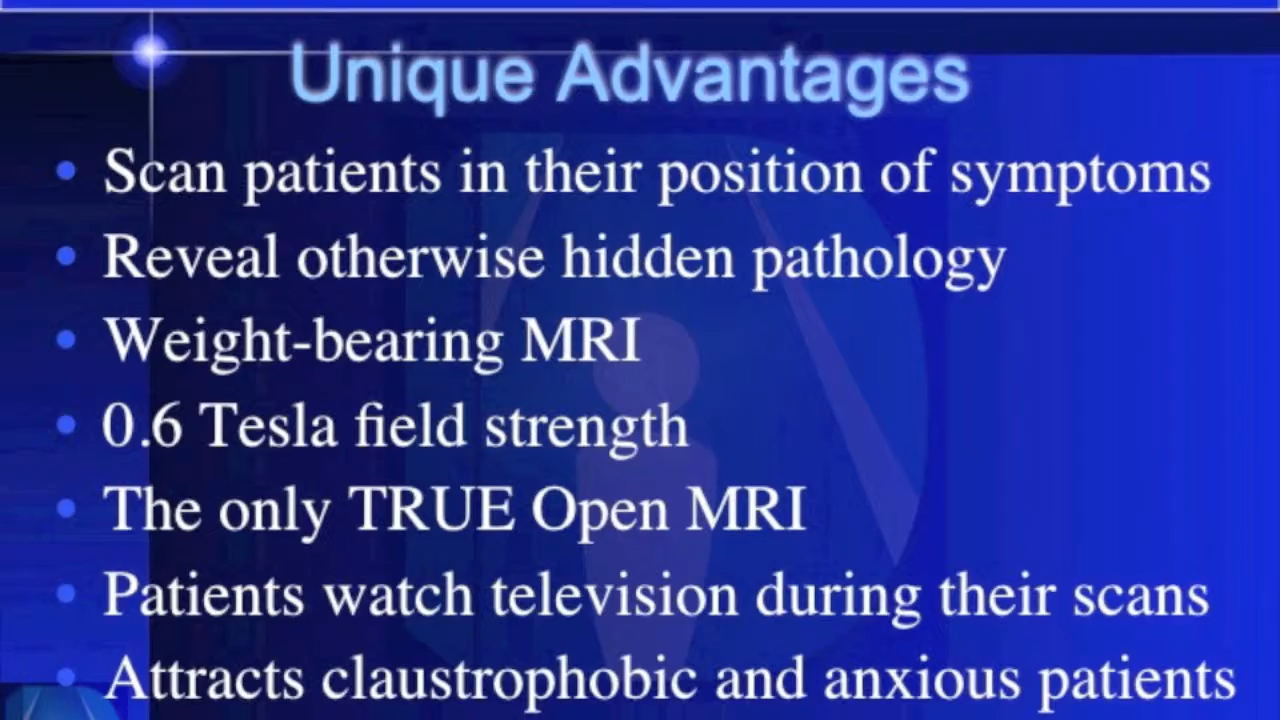 Unique Advantages
• Scan patients in their position of symptoms
• Reveal otherwise hidden pathology
• Weight-bearing MRI
• 0.6 Tesla field strength
• The only TRUE Open MRI
• Patients watch television during their scans
• Attracts claustrophobic and anxious patients